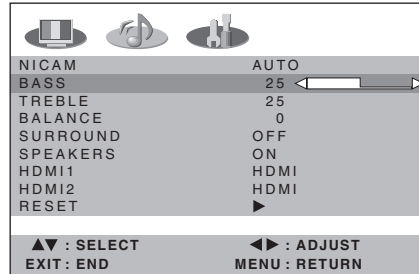 NICAM AUTO
BASS 25
TREBLE 25
BALANCE 0
SURROUND OFF
SPEAKERS ON
HDMI1 HDMI
HDMI2 HDMI
RESET ▶
▲▼ : SELECT ◀▶ : ADJUST
EXIT : END MENU : RETURN